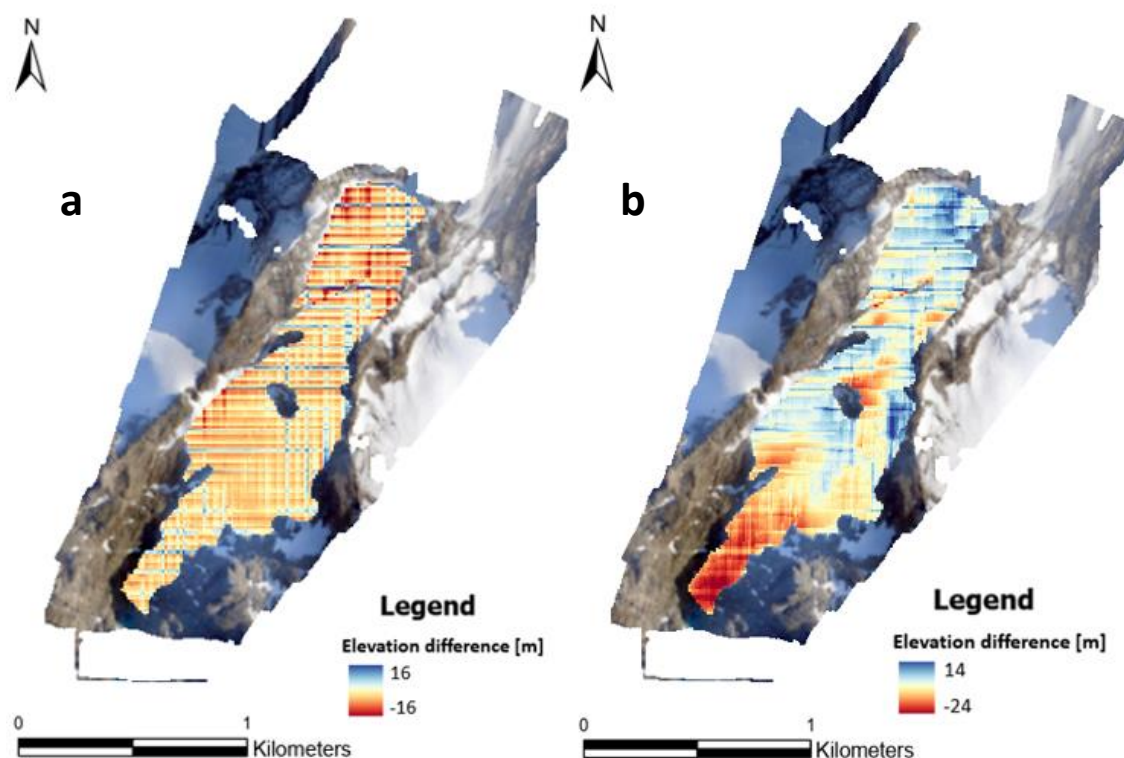 N
N
a
b
Legend
Elevation difference [m]
16
-16
Legend
Elevation difference [m]
14
-24
0
1
Kilometers
0
1
Kilometers